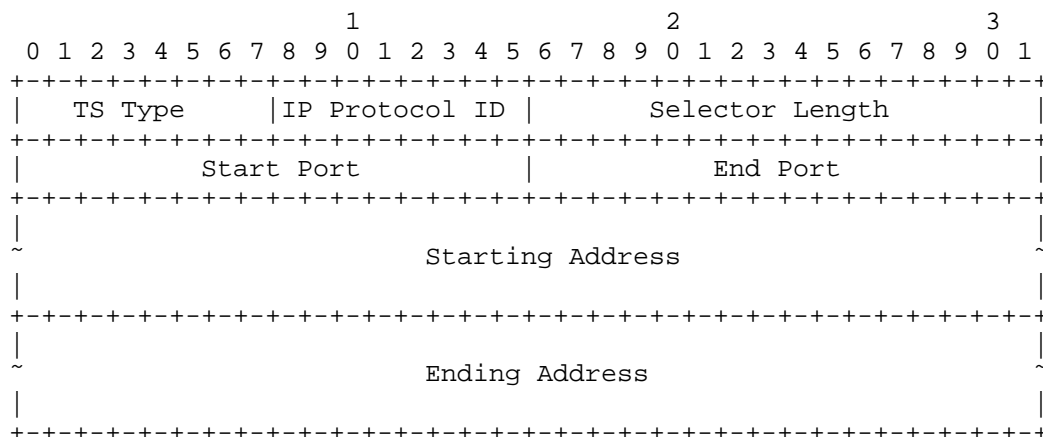 1                   2                   3
 0 1 2 3 4 5 6 7 8 9 0 1 2 3 4 5 6 7 8 9 0 1 2 3 4 5 6 7 8 9 0 1
+-+-+-+-+-+-+-+-+-+-+-+-+-+-+-+-+-+-+-+-+-+-+-+-+-+-+-+-+-+-+-+-+
|   TS Type     |IP Protocol ID |       Selector Length         |
+-+-+-+-+-+-+-+-+-+-+-+-+-+-+-+-+-+-+-+-+-+-+-+-+-+-+-+-+-+-+-+-+
|           Start Port          |           End Port            |
+-+-+-+-+-+-+-+-+-+-+-+-+-+-+-+-+-+-+-+-+-+-+-+-+-+-+-+-+-+-+-+-+
|                                                               |
~                         Starting Address                      ~
|                                                               |
+-+-+-+-+-+-+-+-+-+-+-+-+-+-+-+-+-+-+-+-+-+-+-+-+-+-+-+-+-+-+-+-+
|                                                               |
~                         Ending Address                        ~
|                                                               |
+-+-+-+-+-+-+-+-+-+-+-+-+-+-+-+-+-+-+-+-+-+-+-+-+-+-+-+-+-+-+-+-+